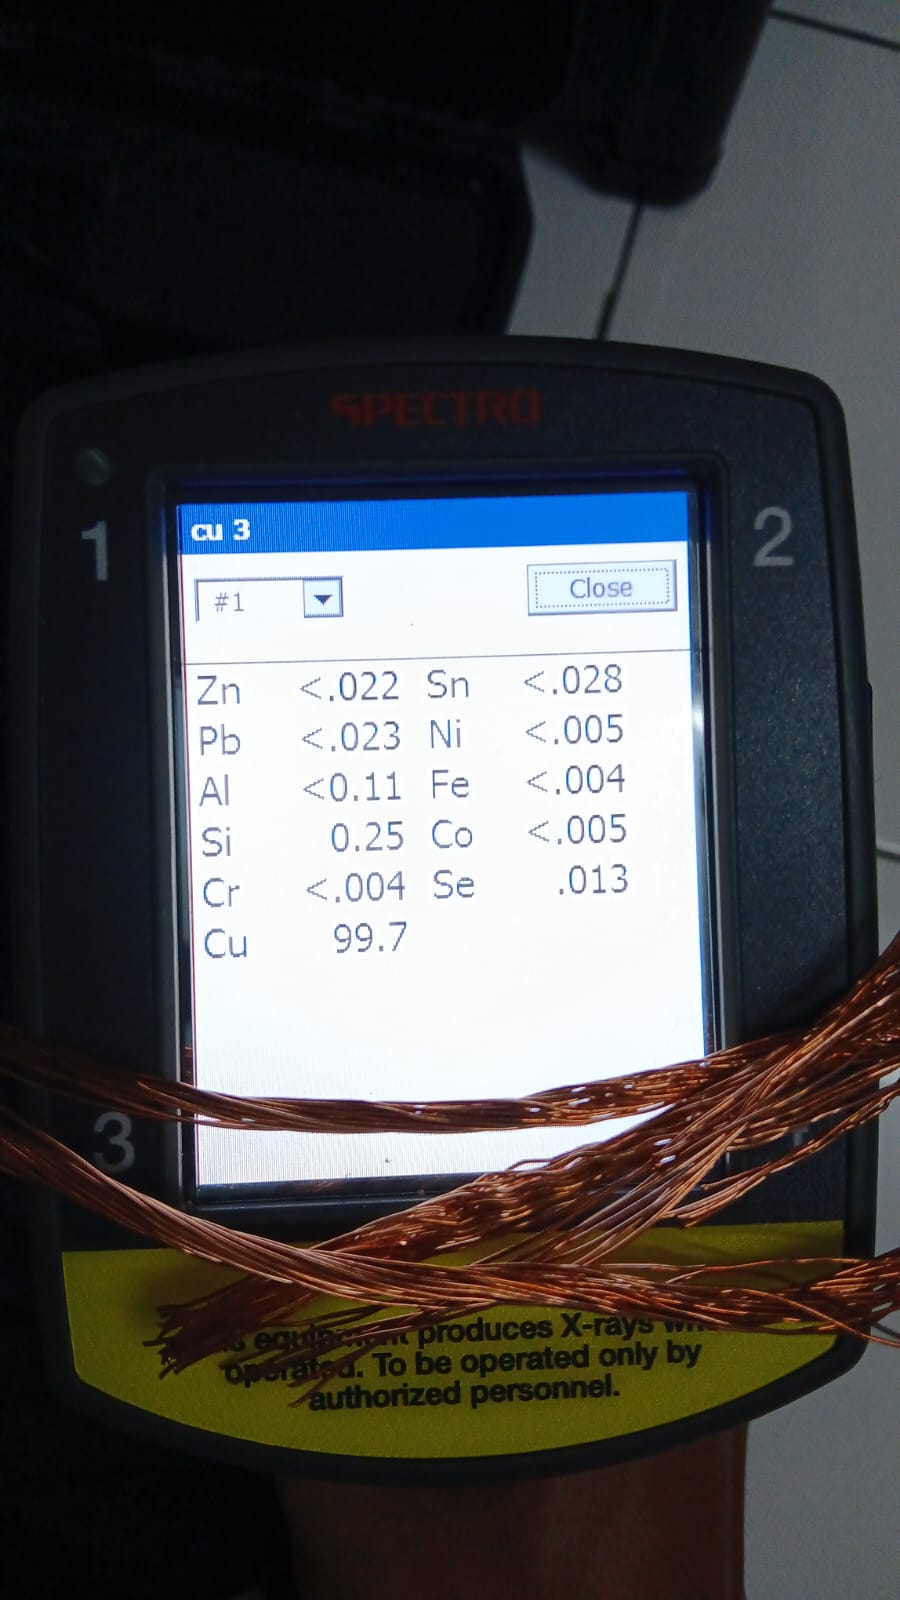 SPECTRO
1
2
cu 3
#1
Close
Zn <.022 Sn <.028
Pb <.023 Ni <.005
Al <0.11 Fe <.004
Si 0.25 Co <.005
Cr <.004 Se .013
Cu 99.7
3
produces X-rays
operated. To be operated only by
authorized personnel.